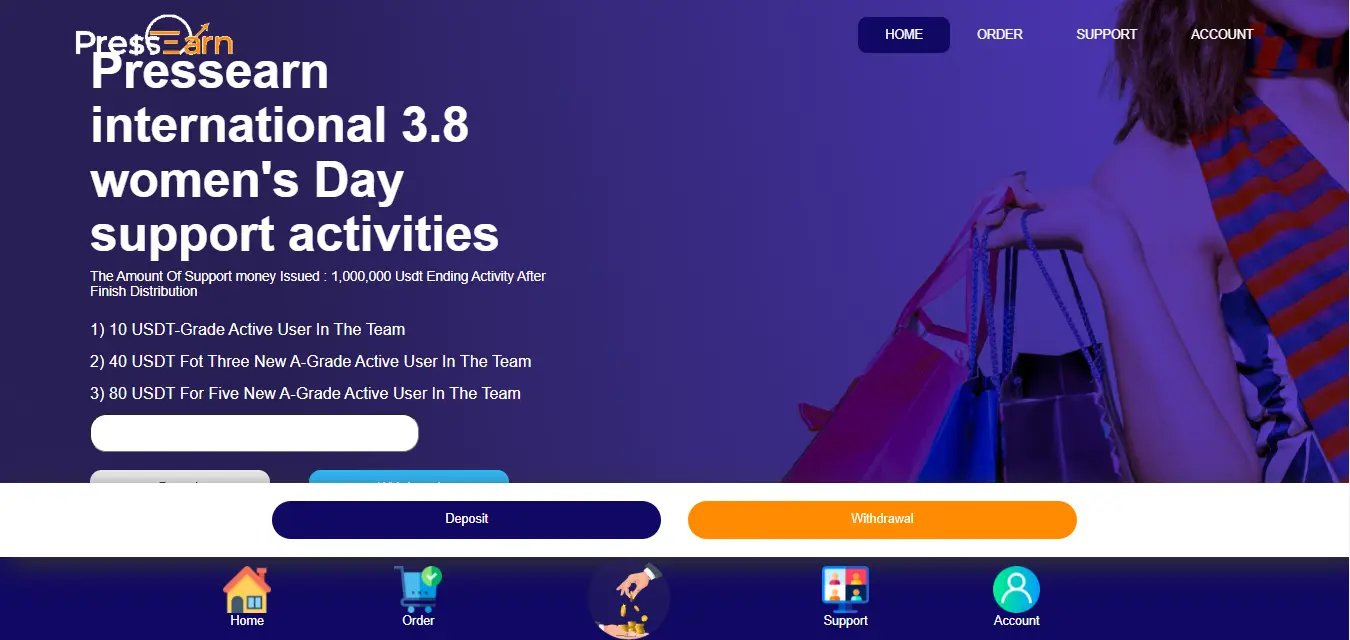 Pre$$Earn
HOME
ORDER
SUPPORT
ACCOUNT
Pressearn
international 3.8
women's Day
support activities
The Amount Of Support money Issued : 1,000,000 Usdt Ending Activity After
Finish Distribution
1) 10 USDT-Grade Active User In The Team
2) 40 USDT Fot Three New A-Grade Active User In The Team
3) 80 USDT For Five New A-Grade Active User In The Team
Deposit
Withdrawal
Home
Order
Support
Account